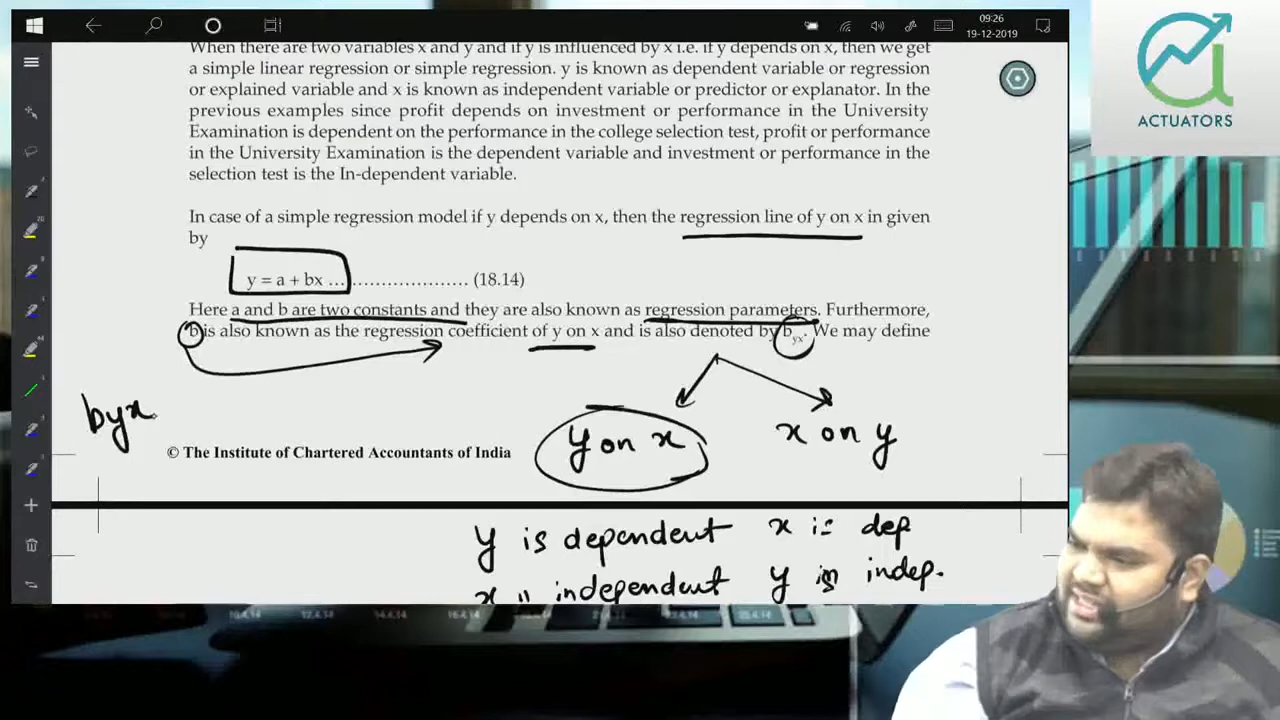 09:26
19-12-2019
ACTUATORS
When there are two variables x and y and if y is influenced by x i.e. if y depends on x, then we get
a simple linear regression or simple regression. y is known as dependent variable or regression
or explained variable and x is known as independent variable or predictor or explanator. In the
previous examples since profit depends on investment or performance in the University
Examination is dependent on the performance in the college selection test, profit or performance
in the University Examination is the dependent variable and investment or performance in the
selection test is the In-dependent variable.
In case of a simple regression model if y depends on x, then the regression line of y on x in given
by
y = a + bx ........................ (18.14)
Here a and b are two constants and they are also known as regression parameters. Furthermore,
b is also known as the regression coefficient of y on x and is also denoted by byx. We may define
byx
y on x x on y
© The Institute of Chartered Accountants of India
y is dependent x is dep
x " independent y is indep.